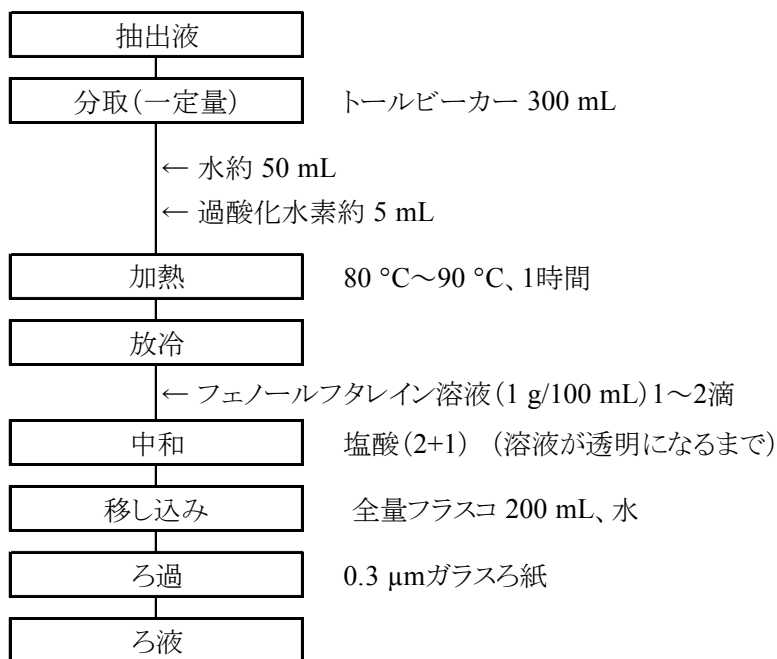 抽出液
分取(一定量) トールビーカー 300 mL
← 水約 50 mL
← 過酸化水素約 5 mL
加熱 80 °C～90 °C、1時間
放冷
← フェノールフタレイン溶液(1 g/100 mL)1～2滴
中和 塩酸(2+1) (溶液が透明になるまで)
移し込み 全量フラスコ 200 mL、水
ろ過 0.3 µmガラスろ紙
ろ液